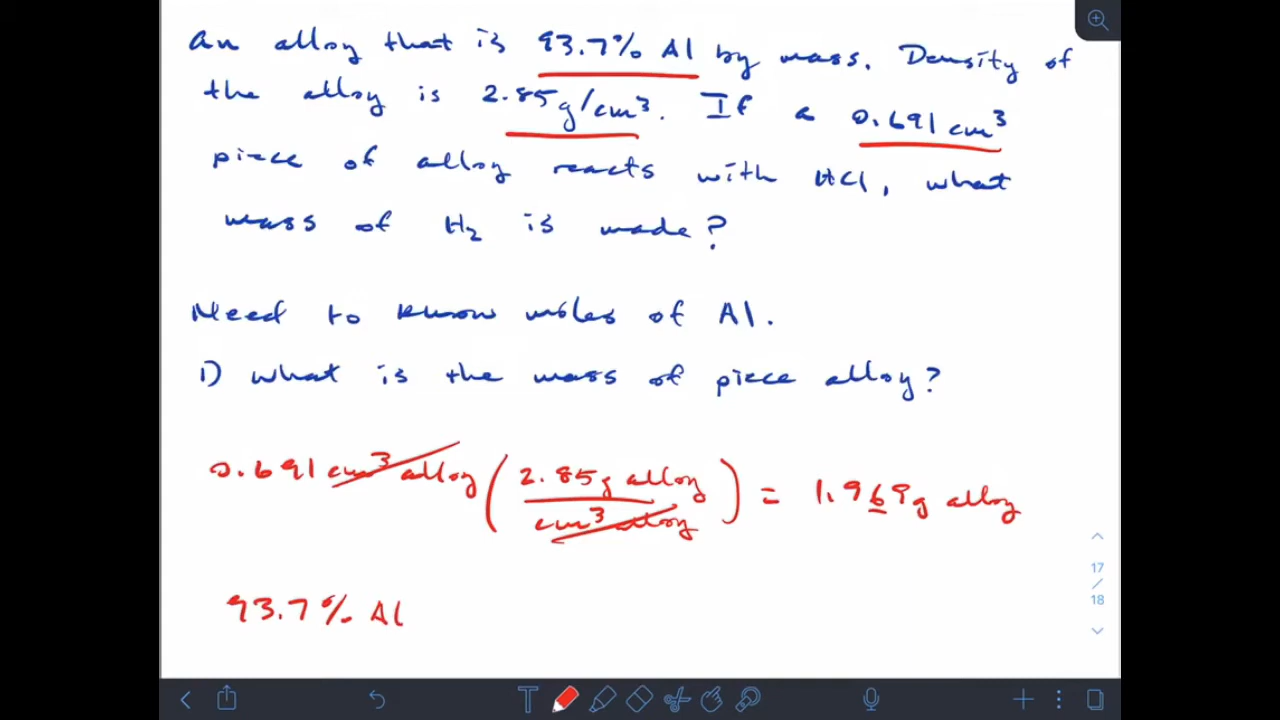 An alloy that is 93.7% Al by mass. Density of
the alloy is 2.85g/cm³. If a 0.691 cm³
piece of alloy reacts with HCl, what
mass of H₂ is made?
Need to know moles of Al.
1) What is the mass of piece alloy?
0.691 cm³ alloy ( 2.85g alloy / cm³ alloy ) = 1.969g alloy
93.7% Al
17
/
18
T